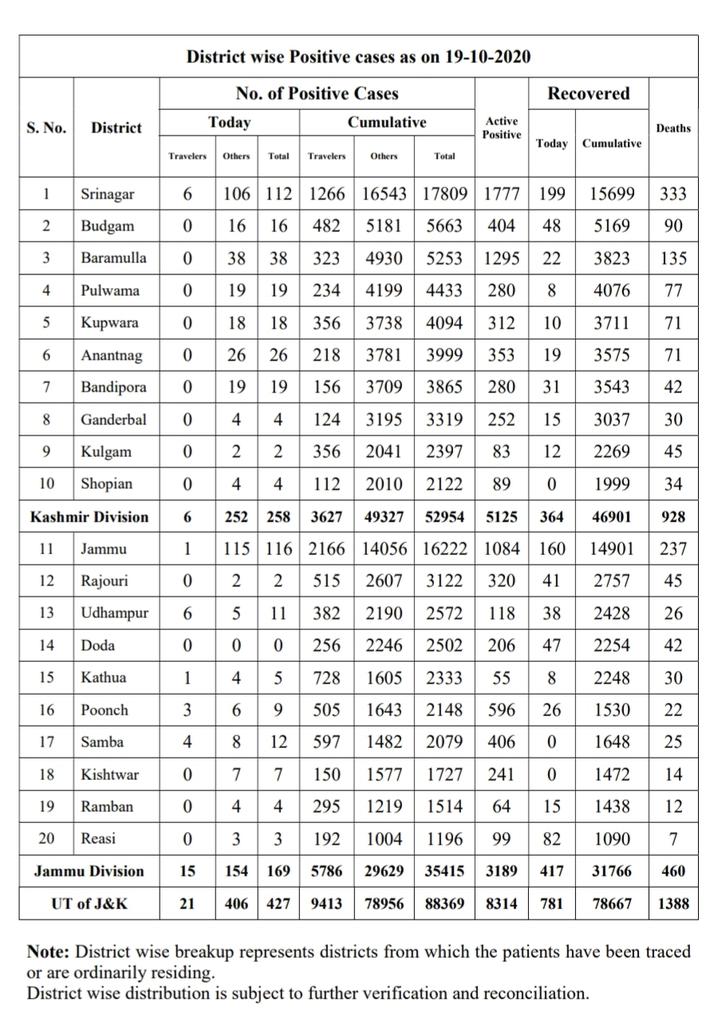 District wise Positive cases as on 19-10-2020
S. No. District No. of Positive Cases Active Positive Recovered Deaths
Today Cumulative Today Cumulative
Travelers Others Total Travelers Others Total
1 Srinagar 6 106 112 1266 16543 17809 1777 199 15699 333
2 Budgam 0 16 16 482 5181 5663 404 48 5169 90
3 Baramulla 0 38 38 323 4930 5253 1295 22 3823 135
4 Pulwama 0 19 19 234 4199 4433 280 8 4076 77
5 Kupwara 0 18 18 356 3738 4094 312 10 3711 71
6 Anantnag 0 26 26 218 3781 3999 353 19 3575 71
7 Bandipora 0 19 19 156 3709 3865 280 31 3543 42
8 Ganderbal 0 4 4 124 3195 3319 252 15 3037 30
9 Kulgam 0 2 2 356 2041 2397 83 12 2269 45
10 Shopian 0 4 4 112 2010 2122 89 0 1999 34
Kashmir Division 6 252 258 3627 49327 52954 5125 364 46901 928
11 Jammu 1 115 116 2166 14056 16222 1084 160 14901 237
12 Rajouri 0 2 2 515 2607 3122 320 41 2757 45
13 Udhampur 6 5 11 382 2190 2572 118 38 2428 26
14 Doda 0 0 0 256 2246 2502 206 47 2254 42
15 Kathua 1 4 5 728 1605 2333 55 8 2248 30
16 Poonch 3 6 9 505 1643 2148 596 26 1530 22
17 Samba 4 8 12 597 1482 2079 406 0 1648 25
18 Kishtwar 0 7 7 150 1577 1727 241 0 1472 14
19 Ramban 0 4 4 295 1219 1514 64 15 1438 12
20 Reasi 0 3 3 192 1004 1196 99 82 1090 7
Jammu Division 15 154 169 5786 29629 35415 3189 417 31766 460
UT of J&K 21 406 427 9413 78956 88369 8314 781 78667 1388
Note: District wise breakup represents districts from which the patients have been traced
or are ordinarily residing.
District wise distribution is subject to further verification and reconciliation.